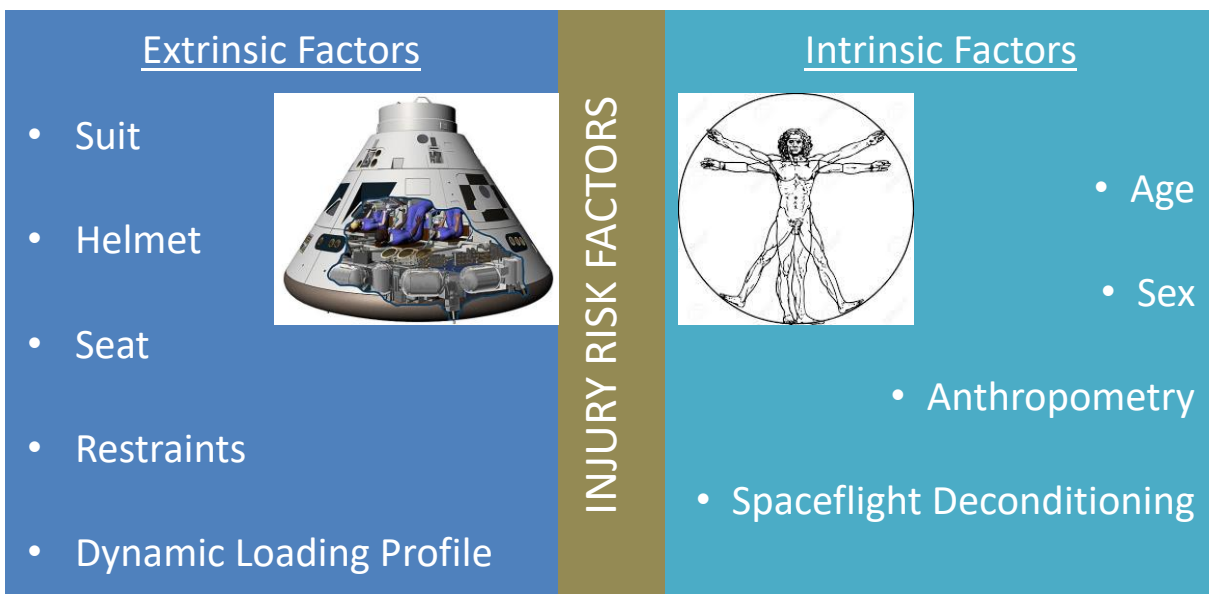 Extrinsic Factors
• Suit
• Helmet
• Seat
• Restraints
• Dynamic Loading Profile
INJURY RISK FACTORS
Intrinsic Factors
• Age
• Sex
• Anthropometry
• Spaceflight Deconditioning